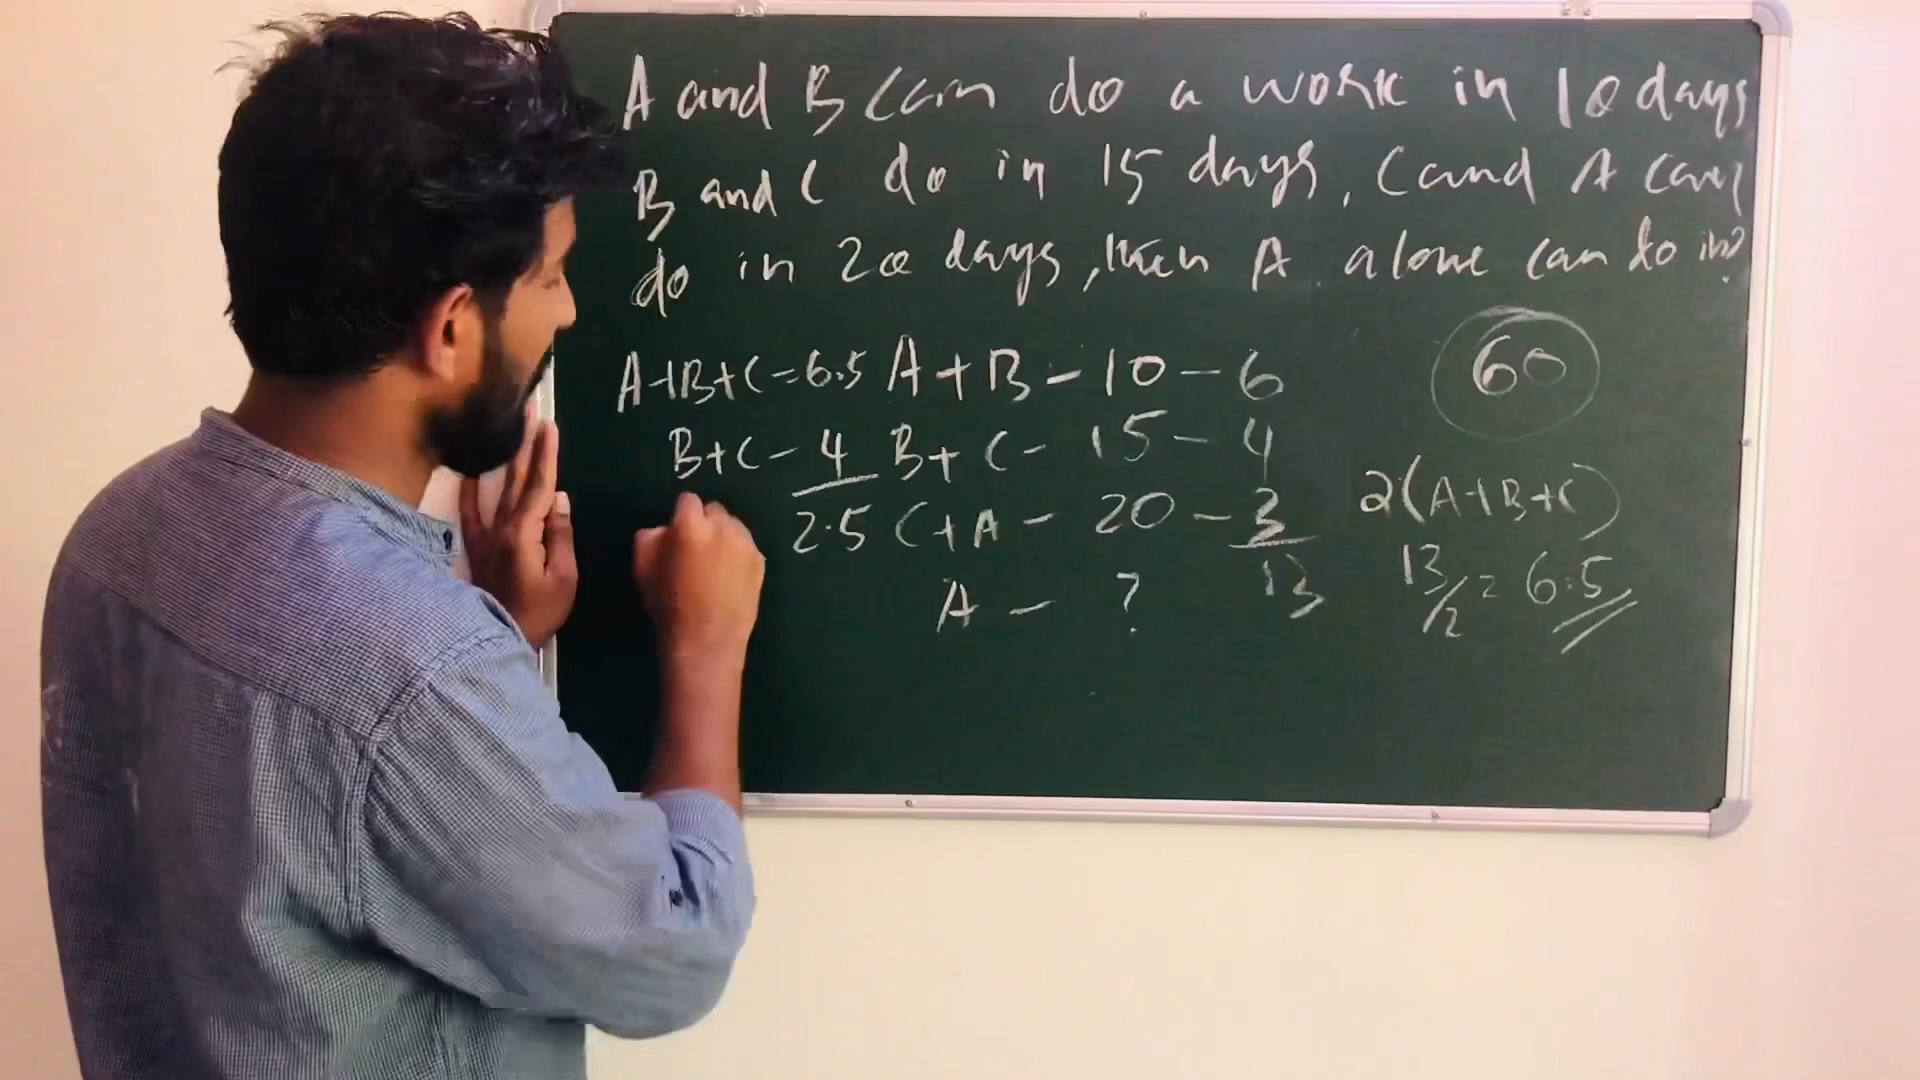 A and B can do a work in 10 days
B and C do in 15 days, C and A can
do in 20 days, then A alone can do in?
A+B+C=6.5 A+B-10-6
60
B+C-4 B+C-15-4
2(A+B+C)
2.5 C+A-20-3
13/2=6.5
13
A-?